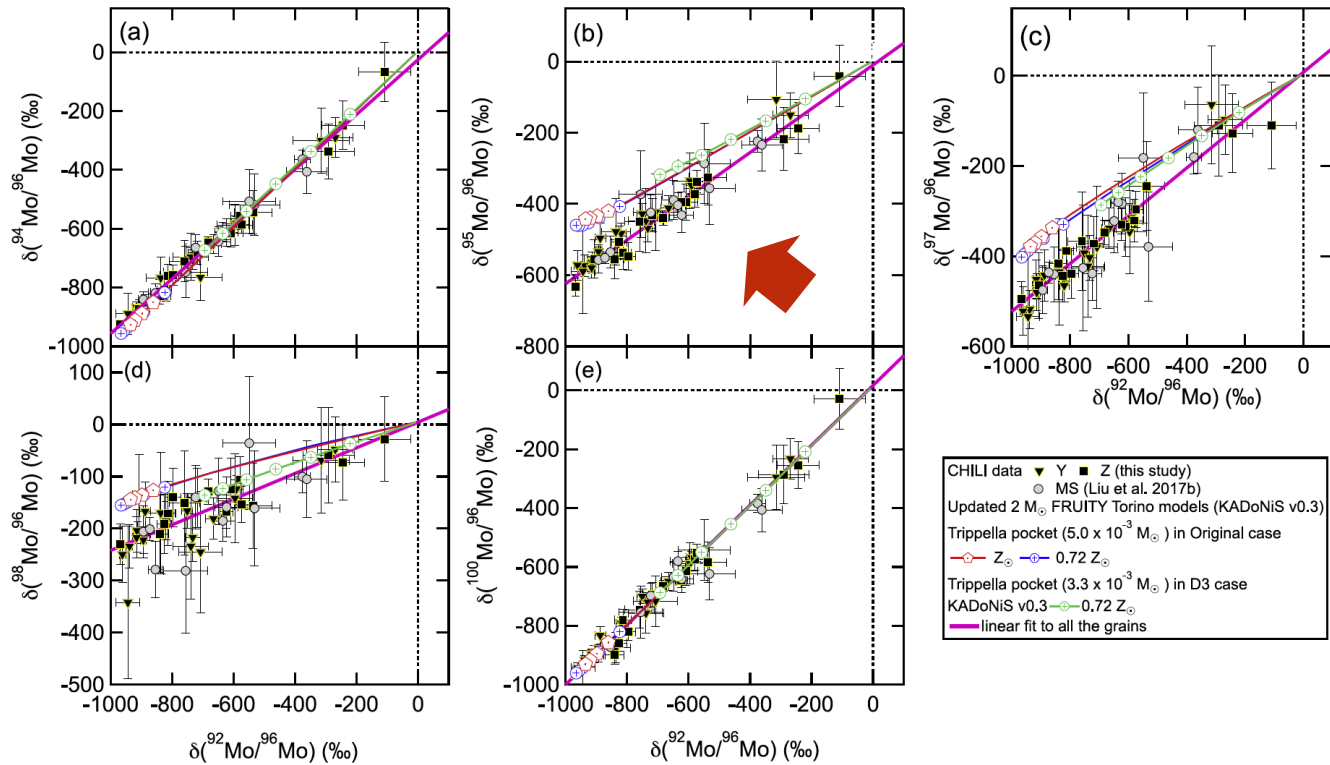 (a)
0
-200
-400
-600
-800
-1000
δ(⁹⁴Mo/⁹⁶Mo) (‰)
(b)
0
-200
-400
-600
-800
δ(⁹⁵Mo/⁹⁶Mo) (‰)
(c)
0
-200
-400
-600
δ(⁹⁷Mo/⁹⁶Mo) (‰)
-1000 -800 -600 -400 -200 0
δ(⁹²Mo/⁹⁶Mo) (‰)
(d)
100
0
-100
-200
-300
-400
-500
δ(⁹⁸Mo/⁹⁶Mo) (‰)
-1000 -800 -600 -400 -200 0
δ(⁹²Mo/⁹⁶Mo) (‰)
(e)
0
-200
-400
-600
-800
-1000
δ(¹⁰⁰Mo/⁹⁶Mo) (‰)
-1000 -800 -600 -400 -200 0
δ(⁹²Mo/⁹⁶Mo) (‰)
CHILI data Y Z (this study)
MS (Liu et al. 2017b)
Updated 2 M☉ FRUITY Torino models (KADoNiS v0.3)
Trippella pocket (5.0 x 10⁻³ M☉) in Original case
Z☉ 0.72 Z☉
Trippella pocket (3.3 x 10⁻³ M☉) in D3 case
KADoNiS v0.3 0.72 Z☉
linear fit to all the grains